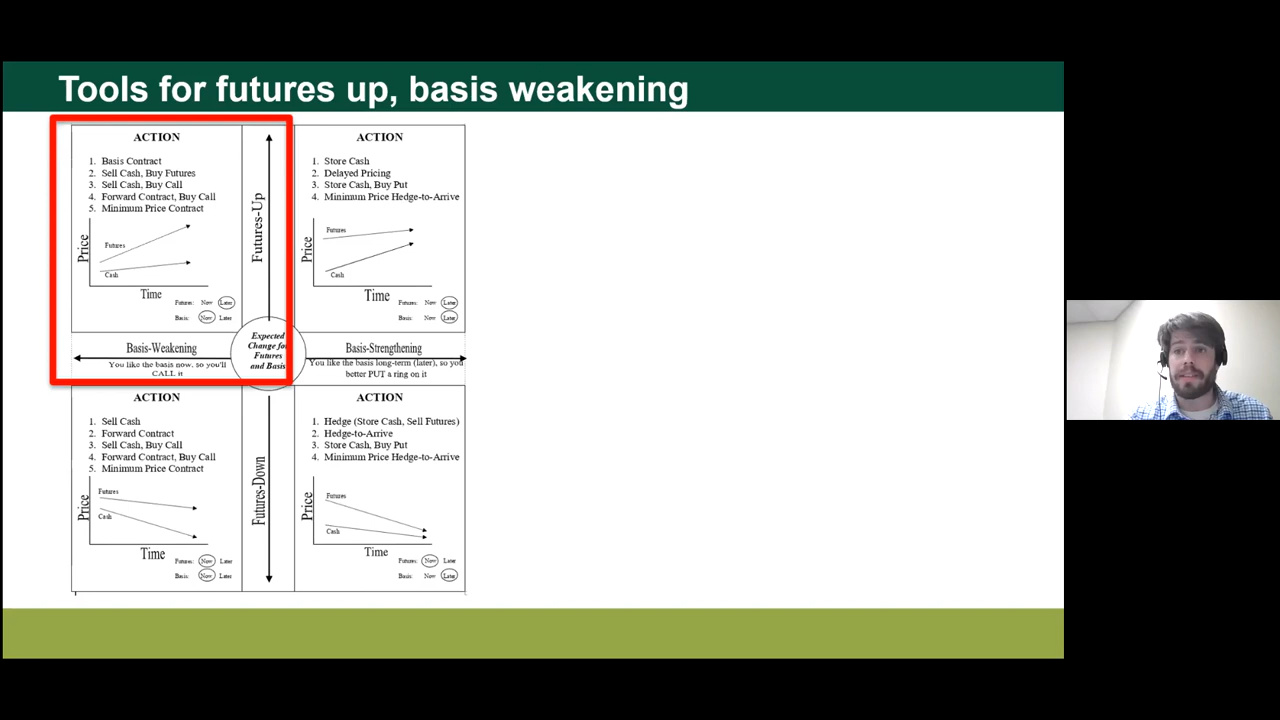 Tools for futures up, basis weakening
ACTION
1. Basis Contract
2. Sell Cash, Buy Futures
3. Sell Cash, Buy Call
4. Forward Contract, Buy Call
5. Minimum Price Contract
Price
Futures
Cash
Time
Futures: Now Later
Basis: Now Later
Futures-Up
ACTION
1. Store Cash
2. Delayed Pricing
3. Store Cash, Buy Put
4. Minimum Price Hedge-to-Arrive
Price
Futures
Cash
Time
Futures: Now Later
Basis: Now Later
Basis-Weakening
You like the basis now, so you'll
CALL it
Expected
Change for
Futures
and Basis
Basis-Strengthening
You like the basis long-term (later), so you
better PUT a ring on it
ACTION
1. Sell Cash
2. Forward Contract
3. Sell Cash, Buy Call
4. Forward Contract, Buy Call
5. Minimum Price Contract
Price
Futures
Cash
Time
Futures: Now Later
Basis: Now Later
Futures-Down
ACTION
1. Hedge (Store Cash, Sell Futures)
2. Hedge-to-Arrive
3. Store Cash, Buy Put
4. Minimum Price Hedge-to-Arrive
Price
Futures
Cash
Time
Futures: Now Later
Basis: Now Later